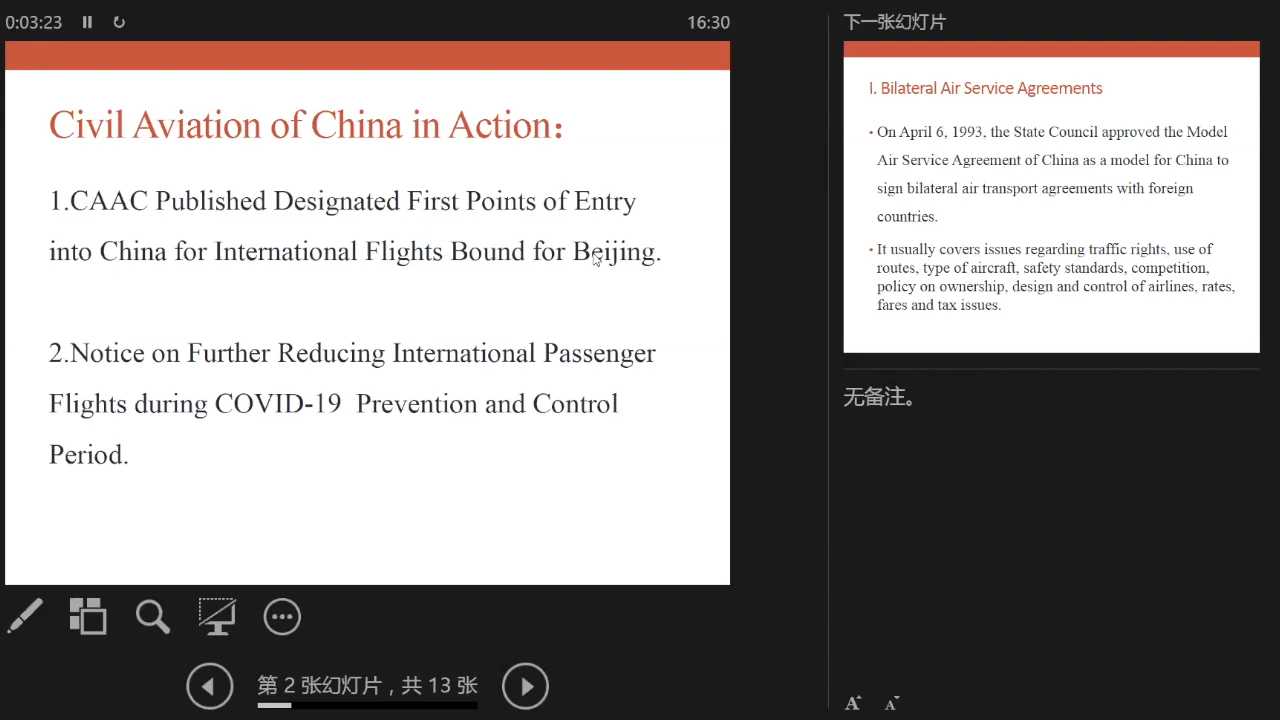 0:03:23
16:30
下一张幻灯片
Civil Aviation of China in Action：
1.CAAC Published Designated First Points of Entry
into China for International Flights Bound for Beijing.
2.Notice on Further Reducing International Passenger
Flights during COVID-19 Prevention and Control
Period.
I. Bilateral Air Service Agreements
• On April 6, 1993, the State Council approved the Model
Air Service Agreement of China as a model for China to
sign bilateral air transport agreements with foreign
countries.
• It usually covers issues regarding traffic rights, use of
routes, type of aircraft, safety standards, competition,
policy on ownership, design and control of airlines, rates,
fares and tax issues.
无备注。
第 2 张幻灯片，共 13 张
A A